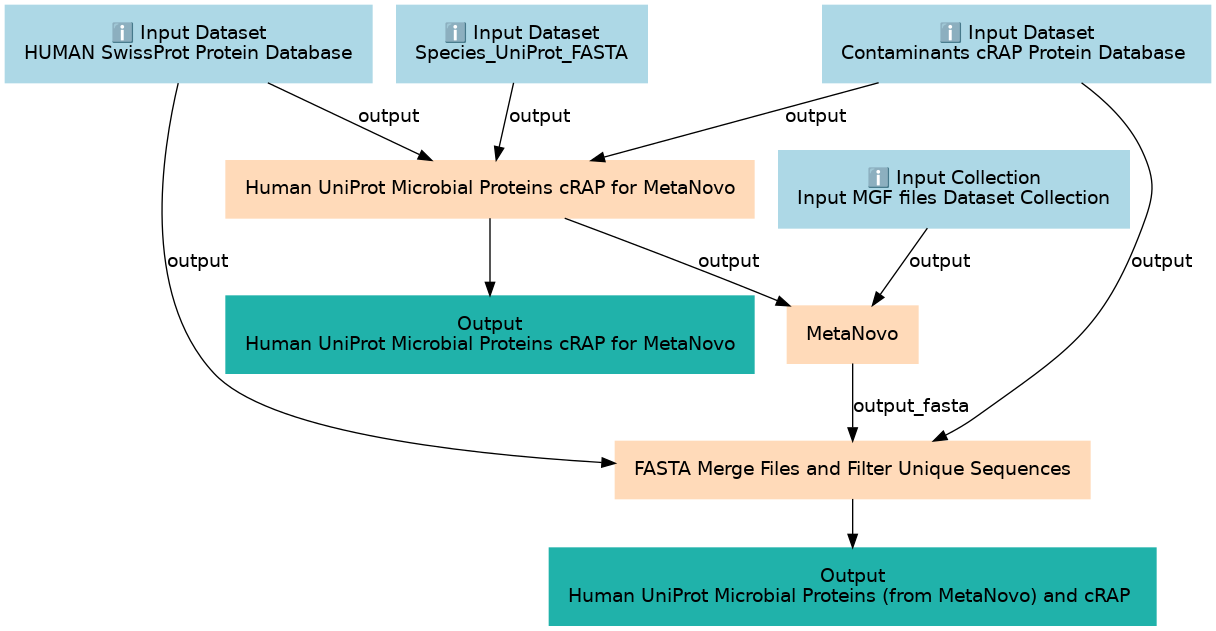 ℹ️ Input Dataset
HUMAN SwissProt Protein Database
ℹ️ Input Dataset
Species_UniProt_FASTA
ℹ️ Input Dataset
Contaminants cRAP Protein Database
output
output
output
Human UniProt Microbial Proteins cRAP for MetaNovo
ℹ️ Input Collection
Input MGF files Dataset Collection
output
output
output
output
Output
Human UniProt Microbial Proteins cRAP for MetaNovo
MetaNovo
output_fasta
FASTA Merge Files and Filter Unique Sequences
Output
Human UniProt Microbial Proteins (from MetaNovo) and cRAP